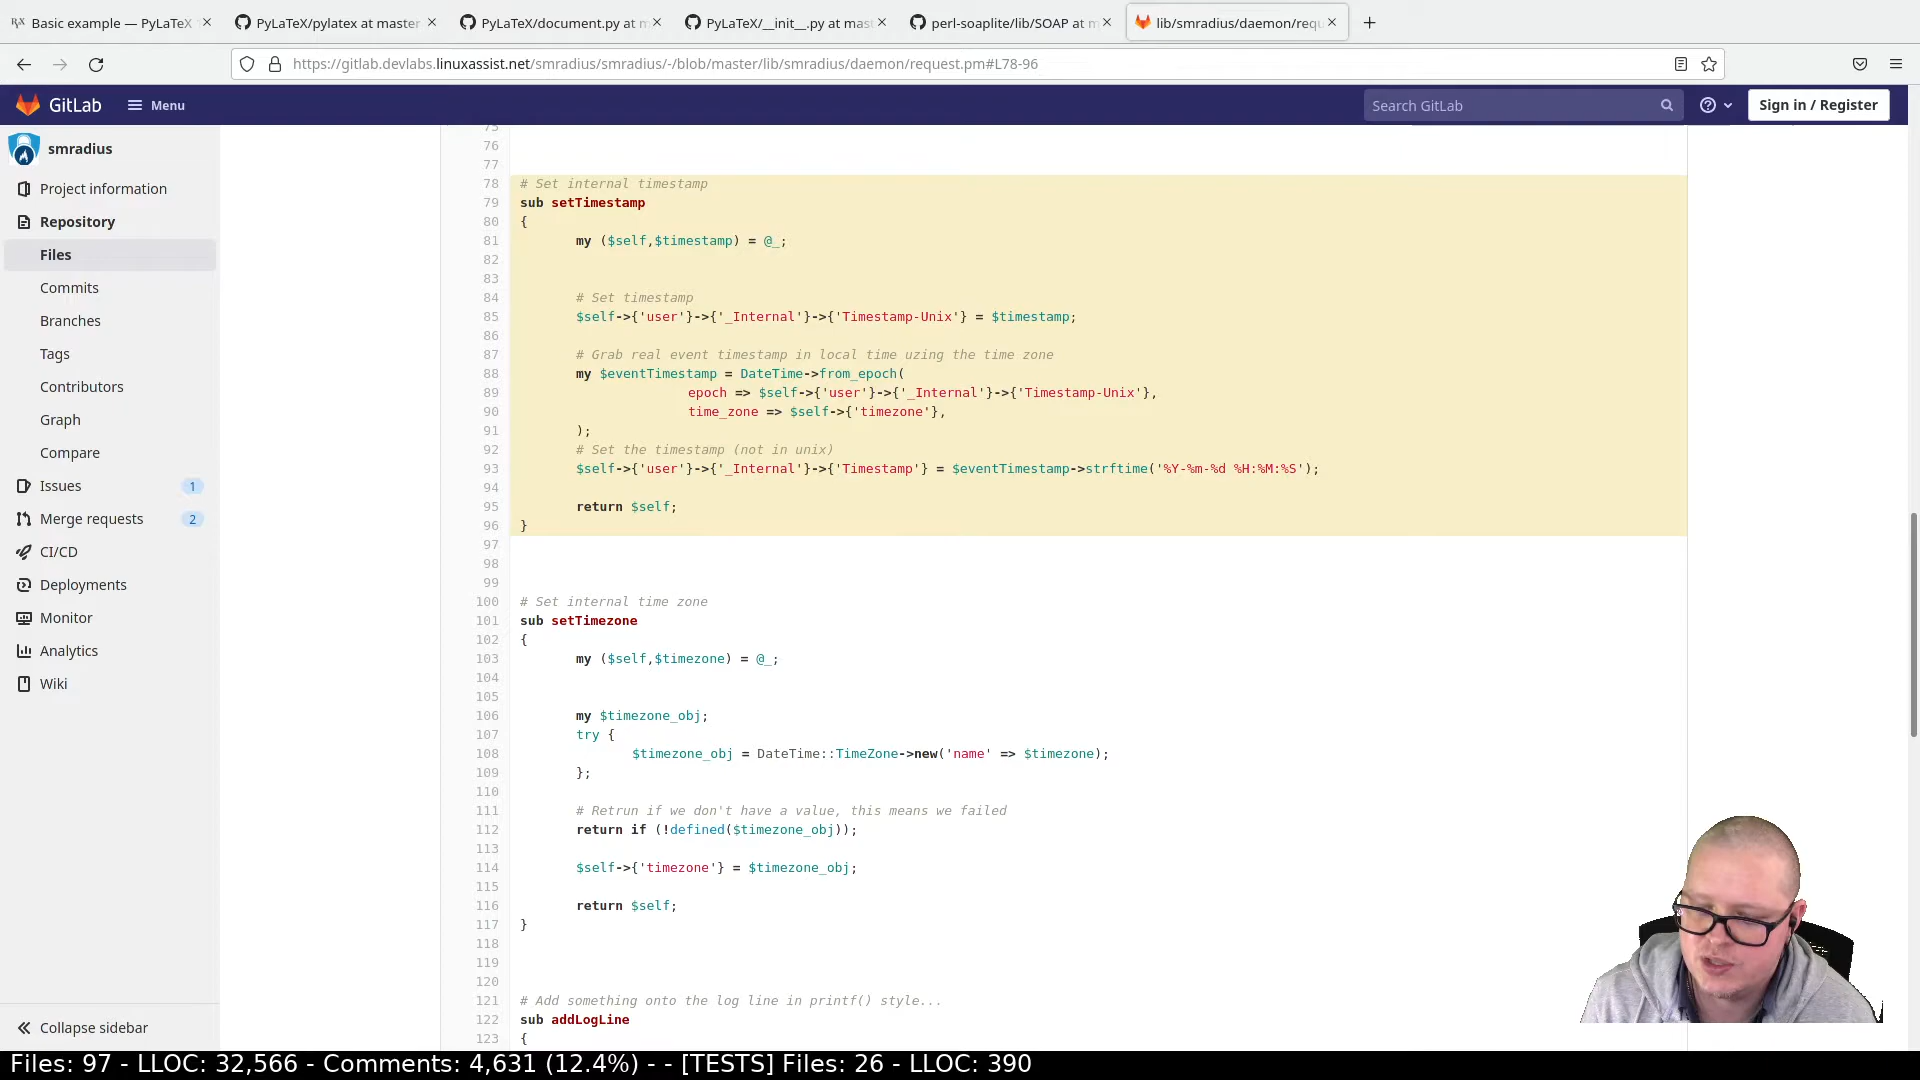 Basic example — PyLaTeX
PyLaTeX/pylatex at master
PyLaTeX/document.py at m
PyLaTeX/__init__.py at mast
perl-soaplite/lib/SOAP at m
lib/smradius/daemon/requ
https://gitlab.devlabs.linuxassist.net/smradius/smradius/-/blob/master/lib/smradius/daemon/request.pm#L78-96
GitLab
Menu
Search GitLab
Sign in / Register
smradius
Project information
Repository
Files
Commits
Branches
Tags
Contributors
Graph
Compare
Issues 1
Merge requests 2
CI/CD
Deployments
Monitor
Analytics
Wiki
Collapse sidebar
75
76
77
78 # Set internal timestamp
79 sub setTimestamp
80 {
81 my ($self,$timestamp) = @_;
82
83
84 # Set timestamp
85 $self->{'user'}->{'_Internal'}->{'Timestamp-Unix'} = $timestamp;
86
87 # Grab real event timestamp in local time uzing the time zone
88 my $eventTimestamp = DateTime->from_epoch(
89 epoch => $self->{'user'}->{'_Internal'}->{'Timestamp-Unix'},
90 time_zone => $self->{'timezone'},
91 );
92 # Set the timestamp (not in unix)
93 $self->{'user'}->{'_Internal'}->{'Timestamp'} = $eventTimestamp->strftime('%Y-%m-%d %H:%M:%S');
94
95 return $self;
96 }
97
98
99
100 # Set internal time zone
101 sub setTimezone
102 {
103 my ($self,$timezone) = @_;
104
105
106 my $timezone_obj;
107 try {
108 $timezone_obj = DateTime::TimeZone->new('name' => $timezone);
109 };
110
111 # Retrun if we don't have a value, this means we failed
112 return if (!defined($timezone_obj));
113
114 $self->{'timezone'} = $timezone_obj;
115
116 return $self;
117 }
118
119
120
121 # Add something onto the log line in printf() style...
122 sub addLogLine
123 {
Files: 97 - LLOC: 32,566 - Comments: 4,631 (12.4%) - - [TESTS] Files: 26 - LLOC: 390